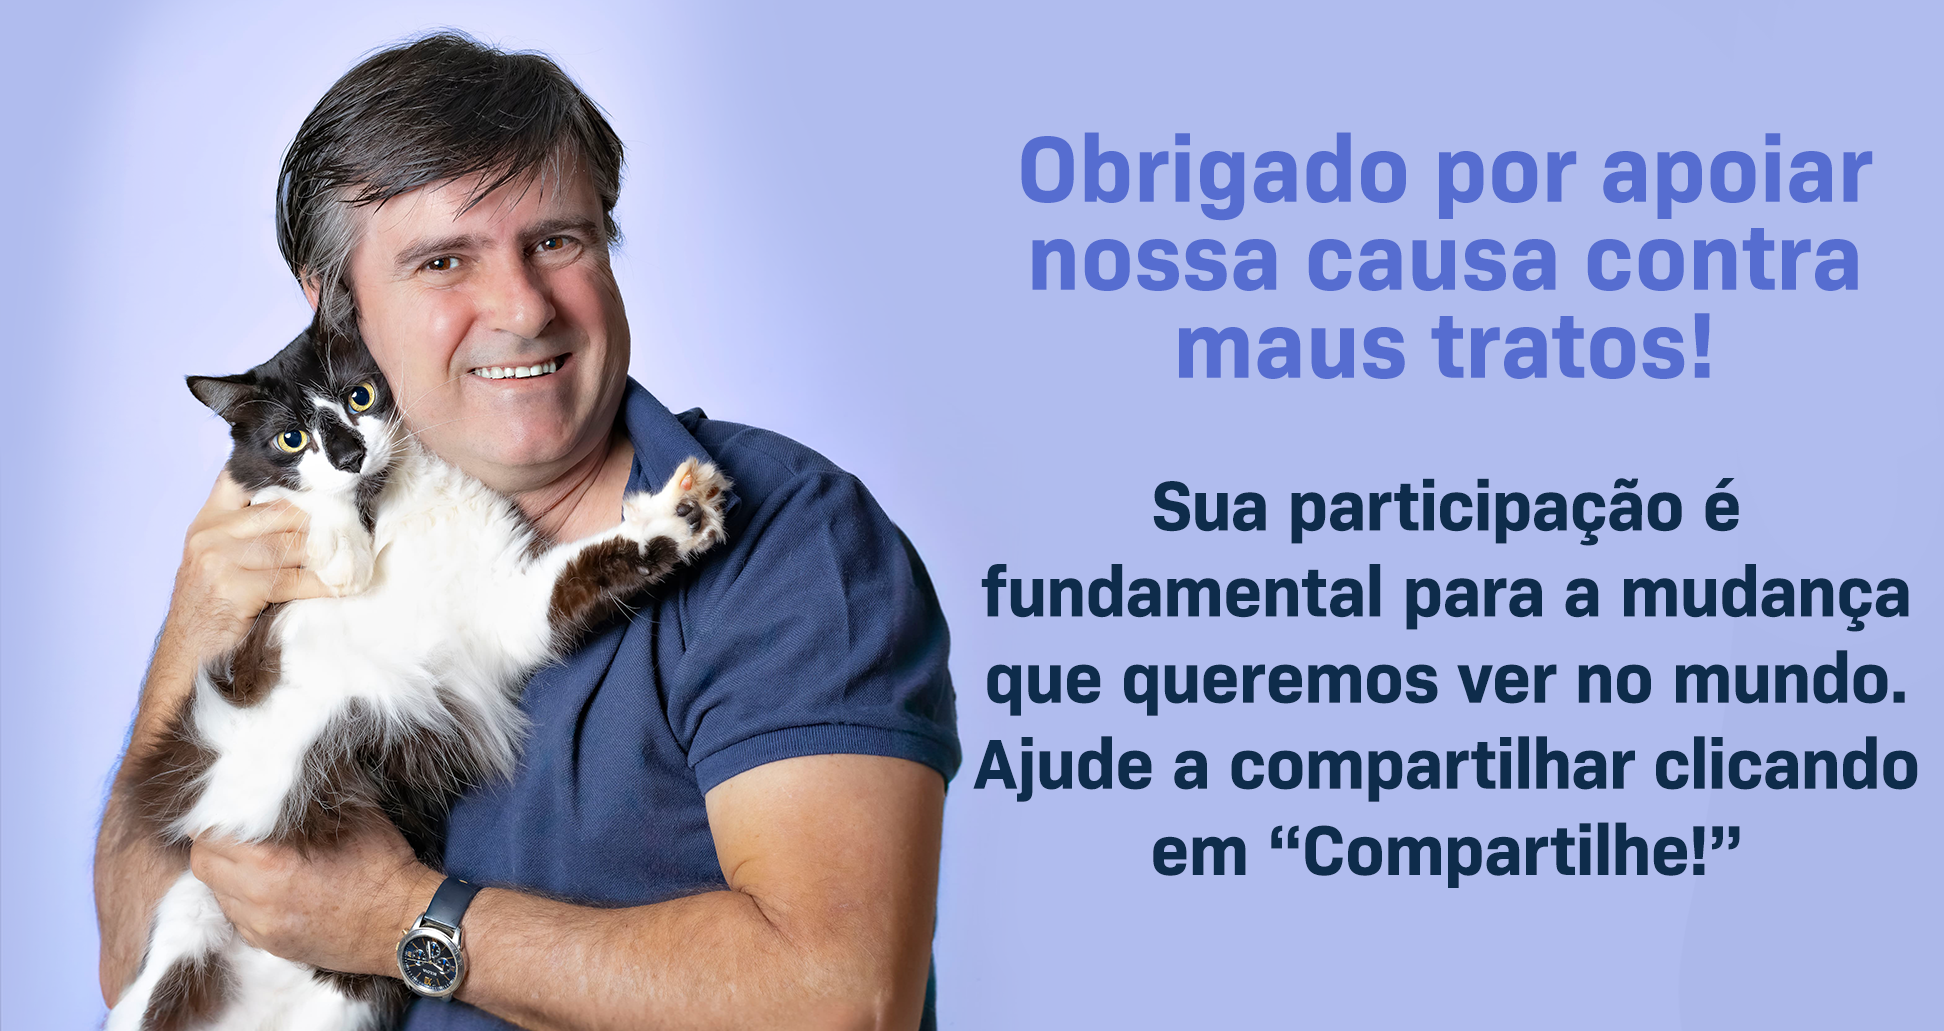 Obrigado por apoiar
nossa causa contra
maus tratos!
Sua participação é
fundamental para a mudança
que queremos ver no mundo.
Ajude a compartilhar clicando
em “Compartilhe!”